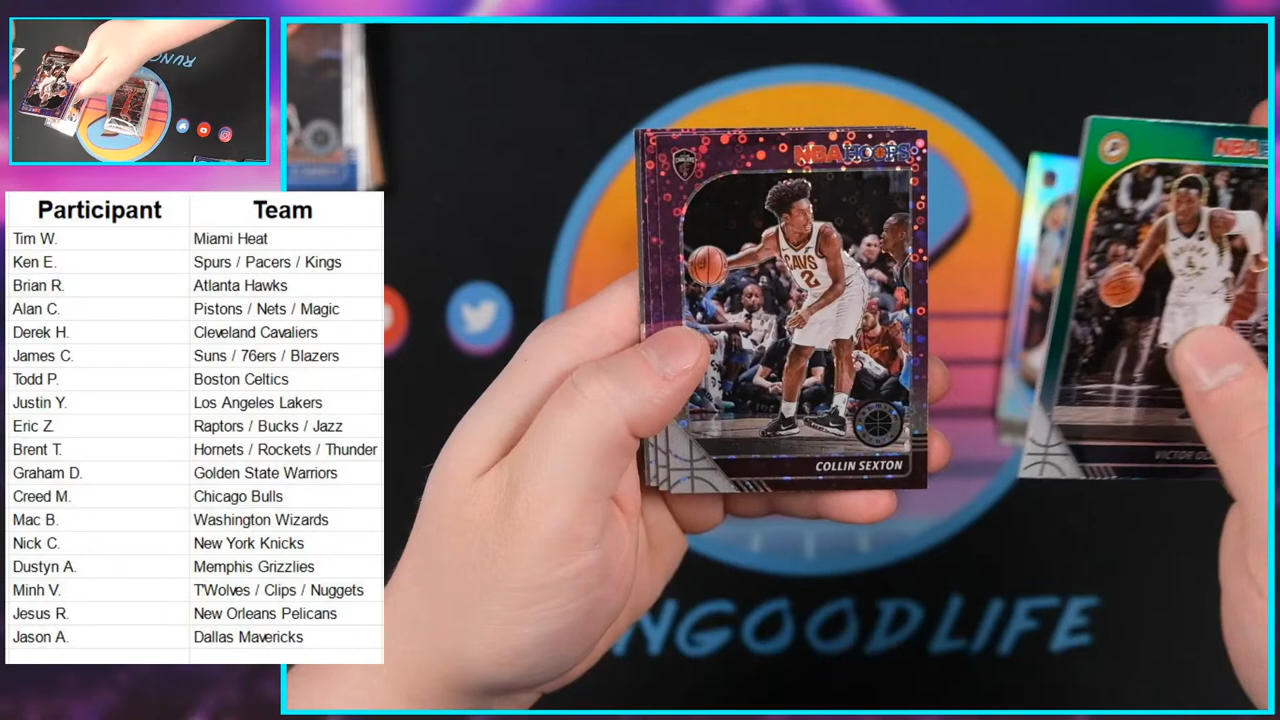 Participant Team
Tim W. Miami Heat
Ken E. Spurs / Pacers / Kings
Brian R. Atlanta Hawks
Alan C. Pistons / Nets / Magic
Derek H. Cleveland Cavaliers
James C. Suns / 76ers / Blazers
Todd P. Boston Celtics
Justin Y. Los Angeles Lakers
Eric Z. Raptors / Bucks / Jazz
Brent T. Hornets / Rockets / Thunder
Graham D. Golden State Warriors
Creed M. Chicago Bulls
Mac B. Washington Wizards
Nick C. New York Knicks
Dustyn A. Memphis Grizzlies
Minh V. T'Wolves / Clips / Nuggets
Jesus R. New Orleans Pelicans
Jason A. Dallas Mavericks
NBA HOOPS
CAVS
2
COLLIN SEXTON
NBA
VICTOR
NGOODLIFE